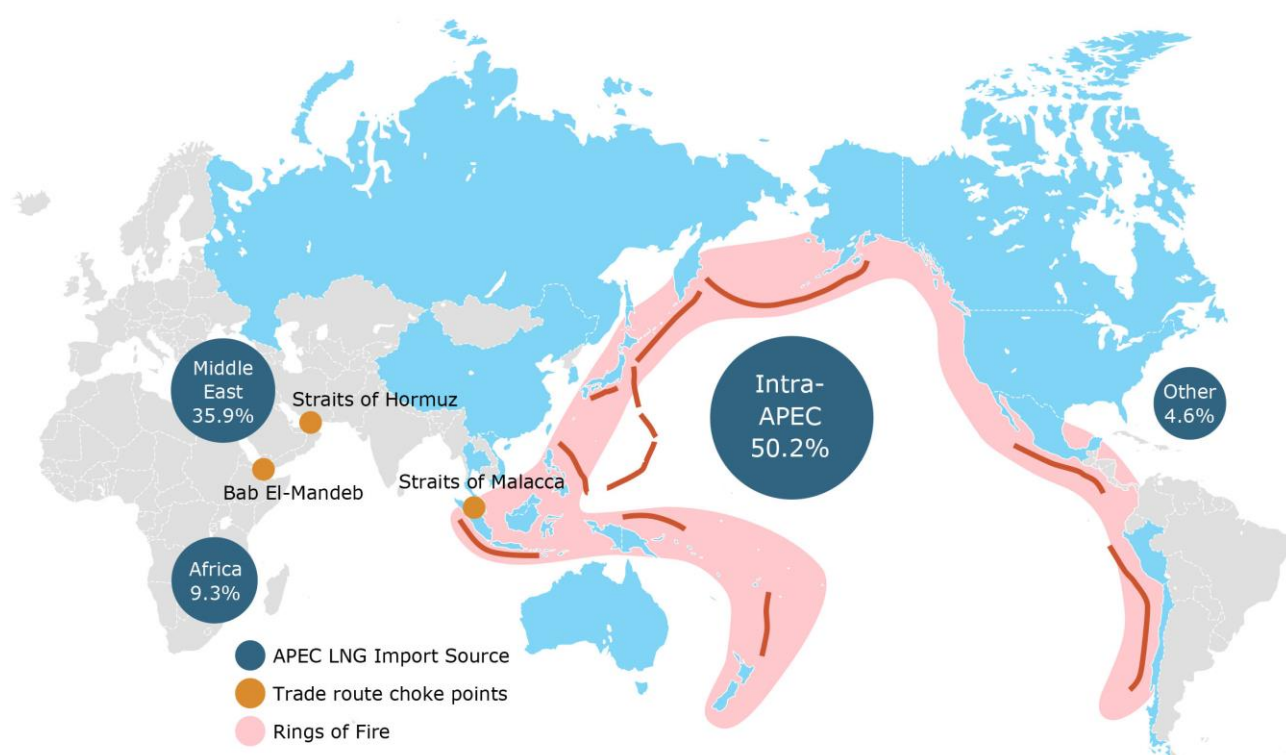 Middle
East
35.9%
Straits of Hormuz
Bab El-Mandeb
Straits of Malacca
Intra-
APEC
50.2%
Other
4.6%
Africa
9.3%
APEC LNG Import Source
Trade route choke points
Rings of Fire